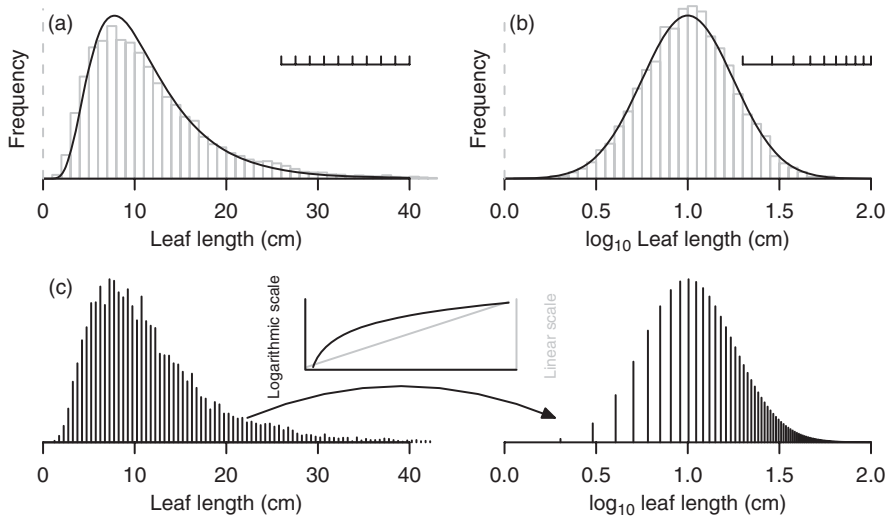 (a)
Frequency
0 10 20 30 40
Leaf length (cm)
(b)
Frequency
0.0 0.5 1.0 1.5 2.0
log10 Leaf length (cm)
(c)
Logarithmic scale
Linear scale
0 10 20 30 40
Leaf length (cm)
0.0 0.5 1.0 1.5 2.0
log10 leaf length (cm)